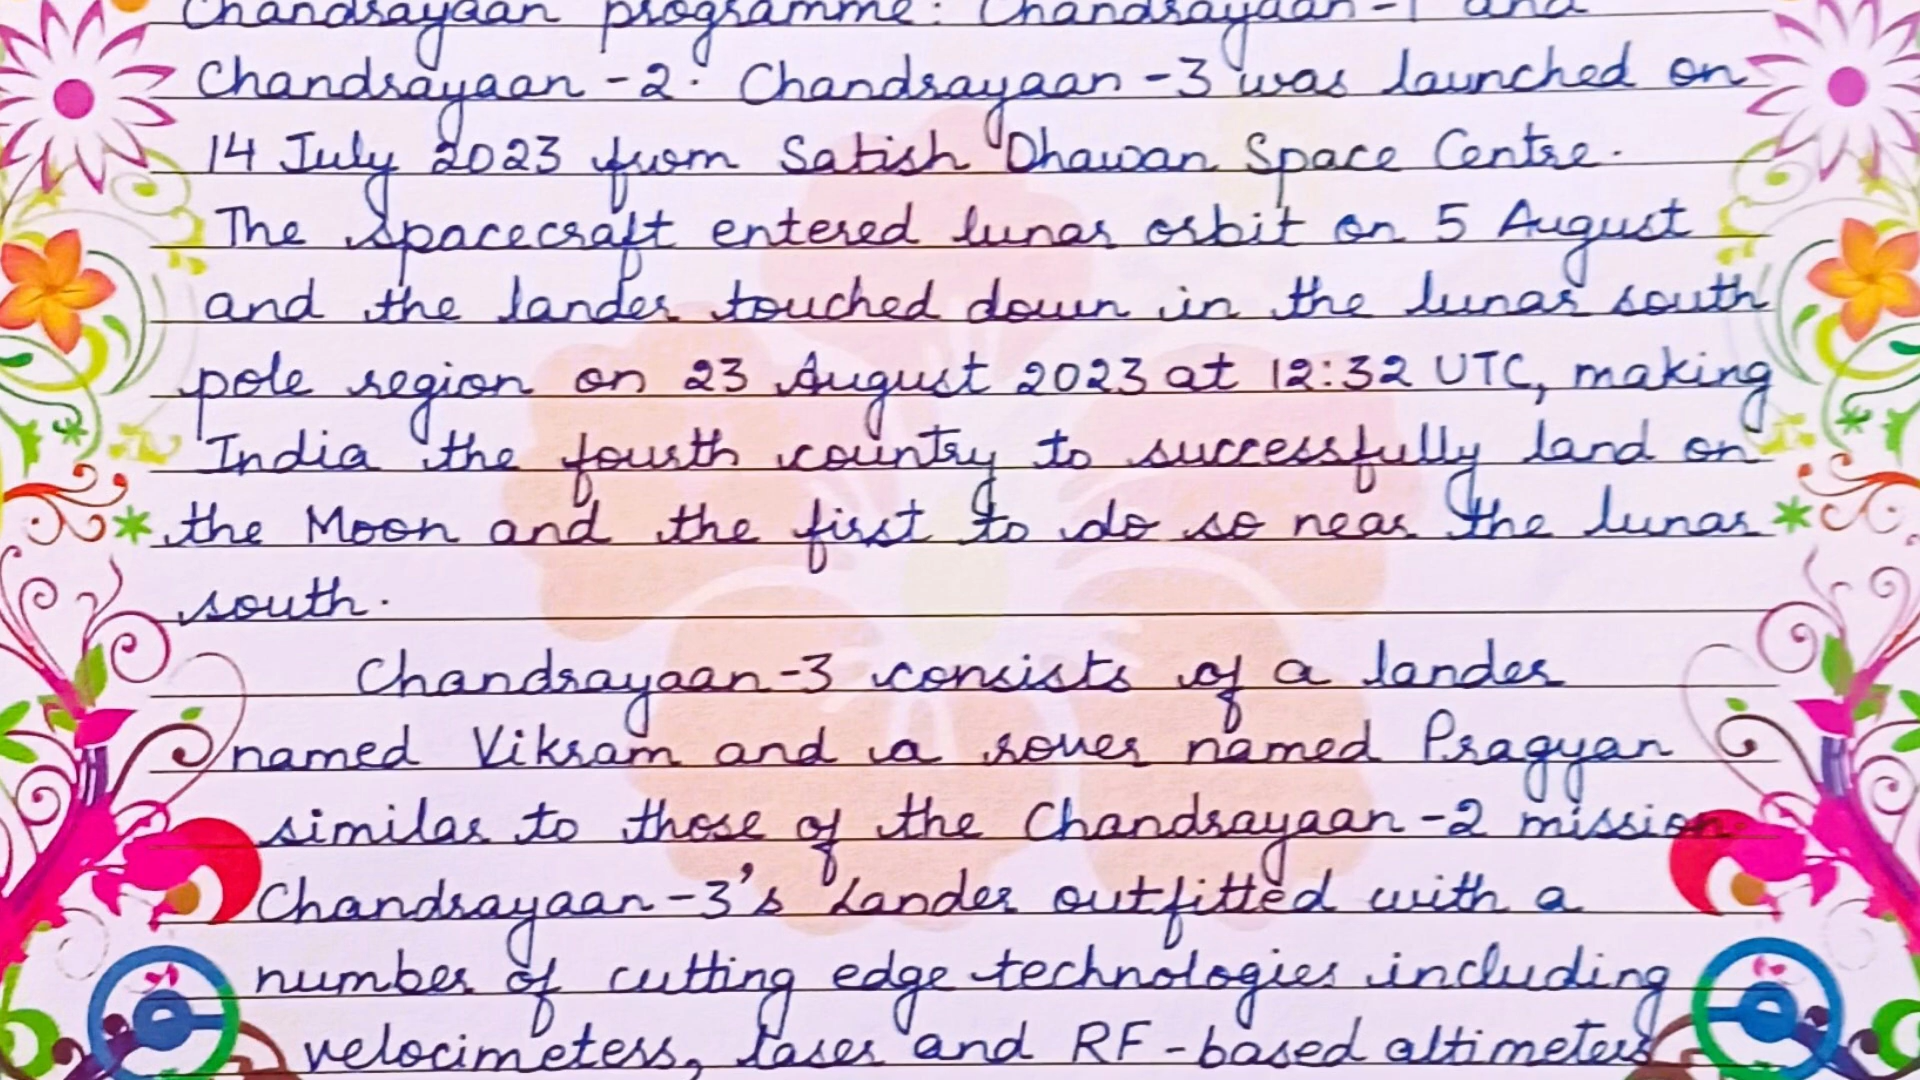 Chandrayaan programme: Chandrayaan-1 and
Chandrayaan-2. Chandrayaan-3 was launched on
14 July 2023 from Satish Dhawan Space Centre.
The spacecraft entered lunar orbit on 5 August
and the lander touched down in the lunar south
pole region on 23 August 2023 at 12:32 UTC, making
India the fourth country to successfully land on
the Moon and the first to do so near the lunar
south.
Chandrayaan-3 consists of a lander
named Vikram and a rover named Pragyan
similar to those of the Chandrayaan-2 mission
Chandrayaan-3's Lander outfitted with a
number of cutting edge technologies including
velocimeters, laser and RF-based altimeters